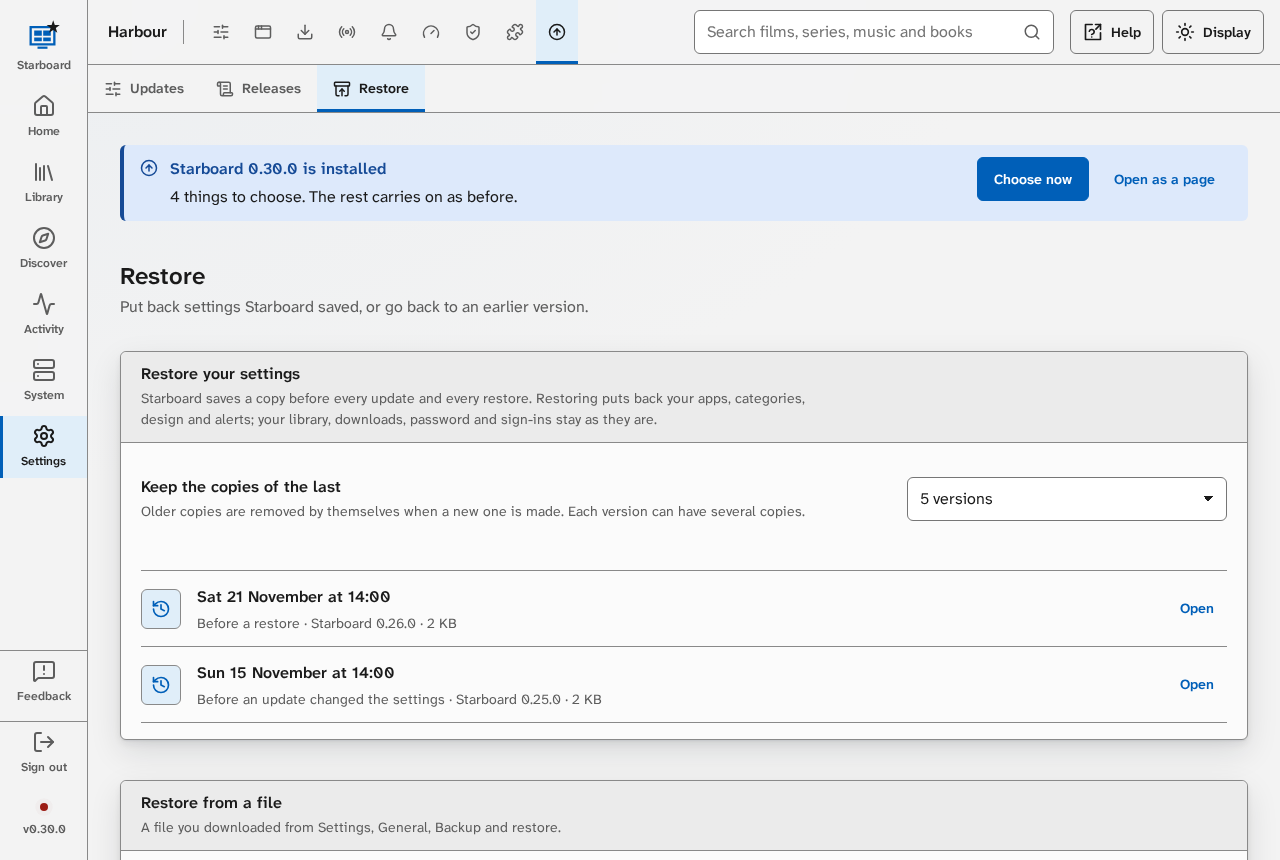 Starboard
Home
Library
Discover
Activity
System
Settings
Feedback
Sign out
v0.30.0
Harbour
Search films, series, music and books
Help
Display
Updates
Releases
Restore
Starboard 0.30.0 is installed
4 things to choose. The rest carries on as before.
Choose now
Open as a page
Restore
Put back settings Starboard saved, or go back to an earlier version.
Restore your settings
Starboard saves a copy before every update and every restore. Restoring puts back your apps, categories,
design and alerts; your library, downloads, password and sign-ins stay as they are.
Keep the copies of the last
Older copies are removed by themselves when a new one is made. Each version can have several copies.
5 versions
Sat 21 November at 14:00
Before a restore · Starboard 0.26.0 · 2 KB
Open
Sun 15 November at 14:00
Before an update changed the settings · Starboard 0.25.0 · 2 KB
Open
Restore from a file
A file you downloaded from Settings, General, Backup and restore.